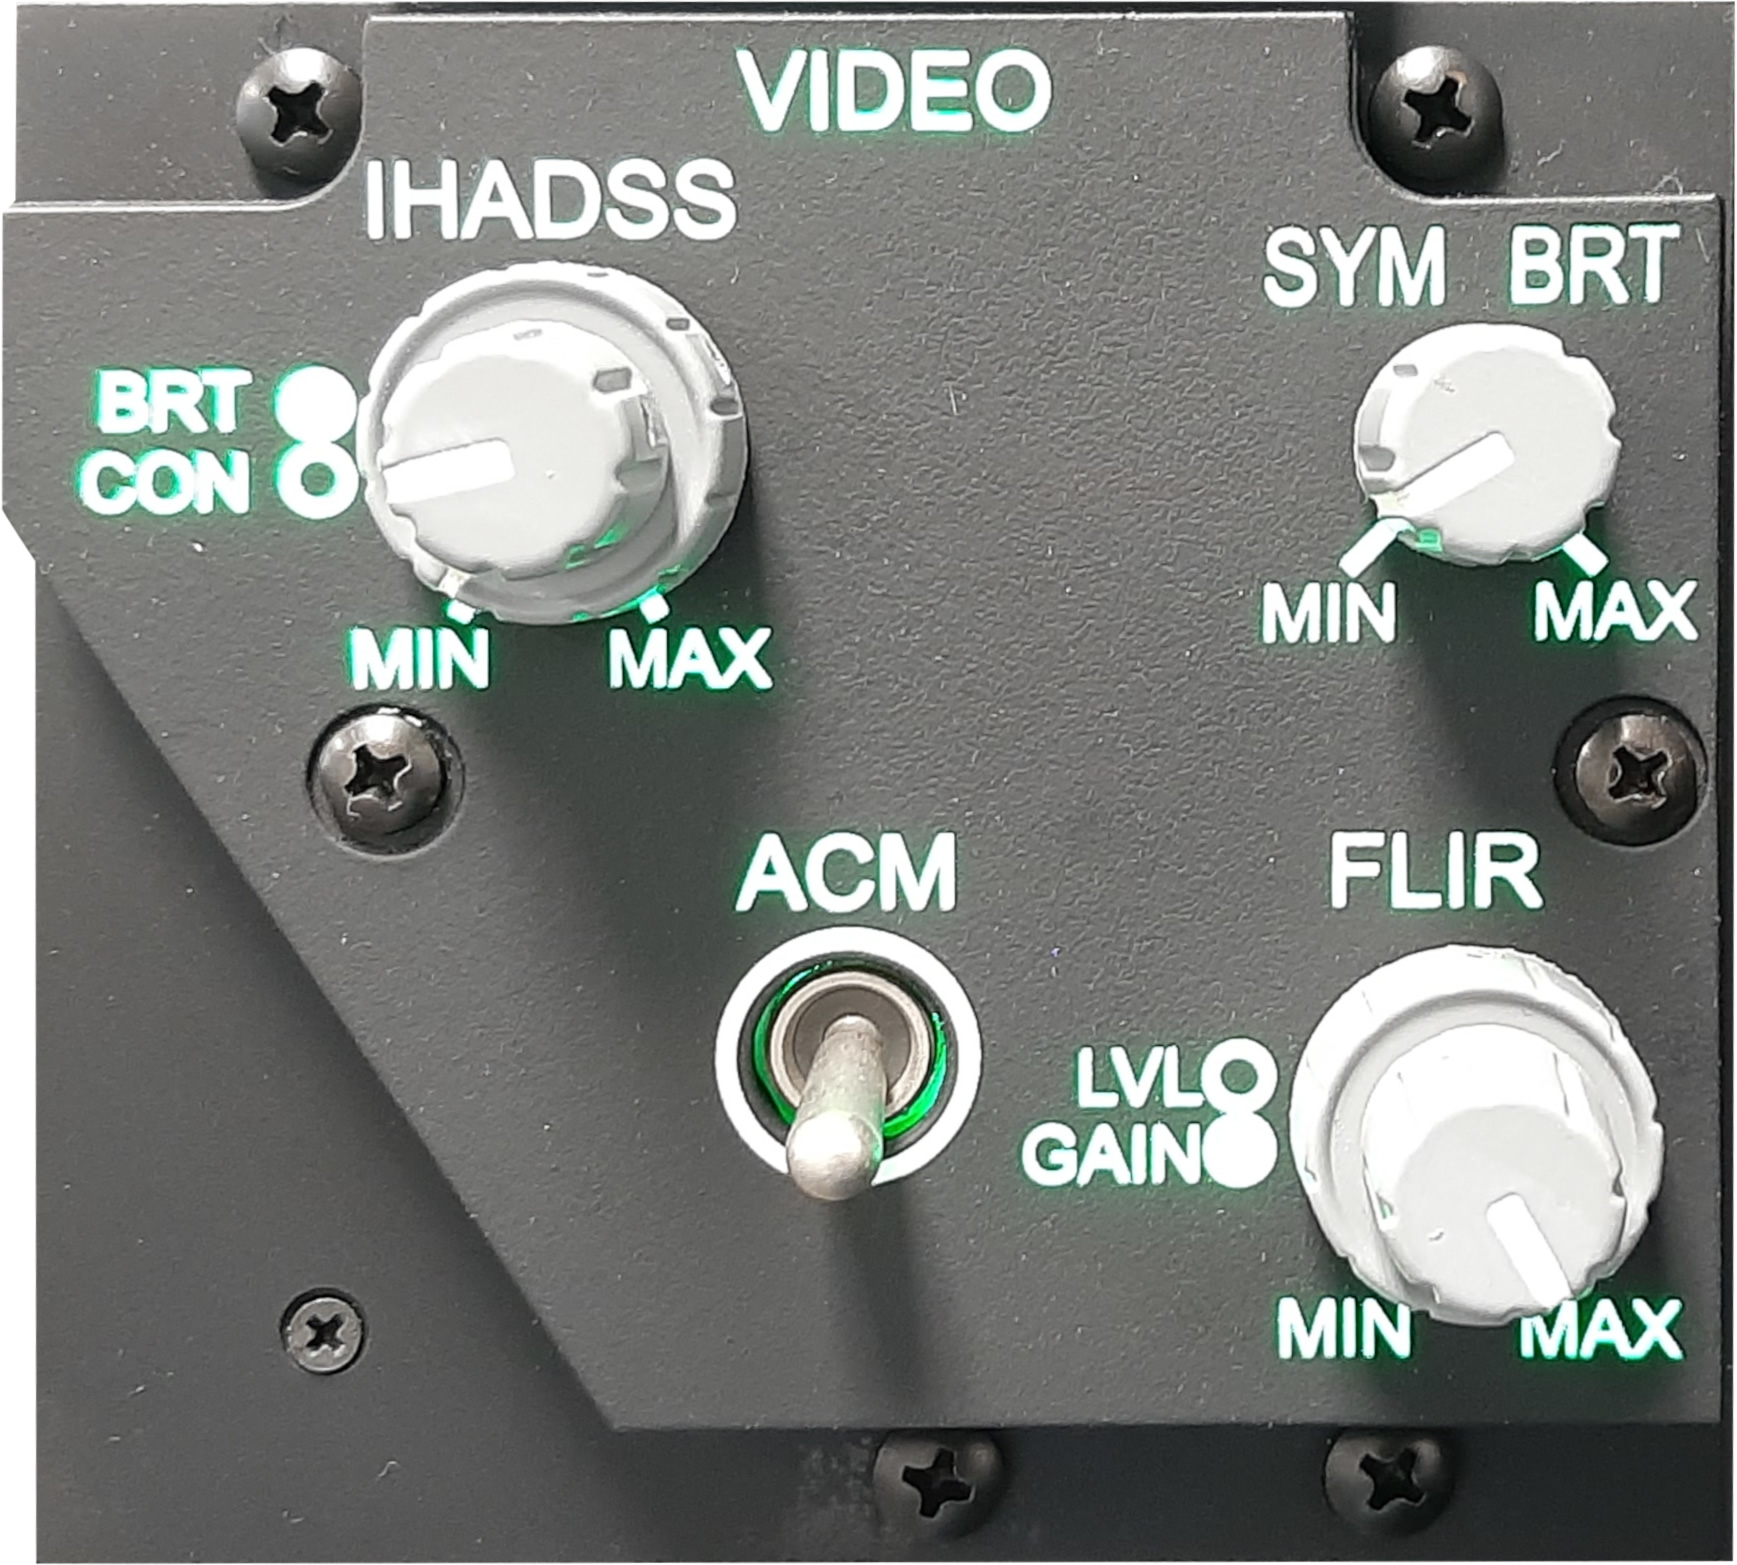 VIDEO
IHADSS
SYM BRT
BRT
CON
MIN MAX
MIN MAX
ACM
FLIR
LVL
GAIN
MIN MAX